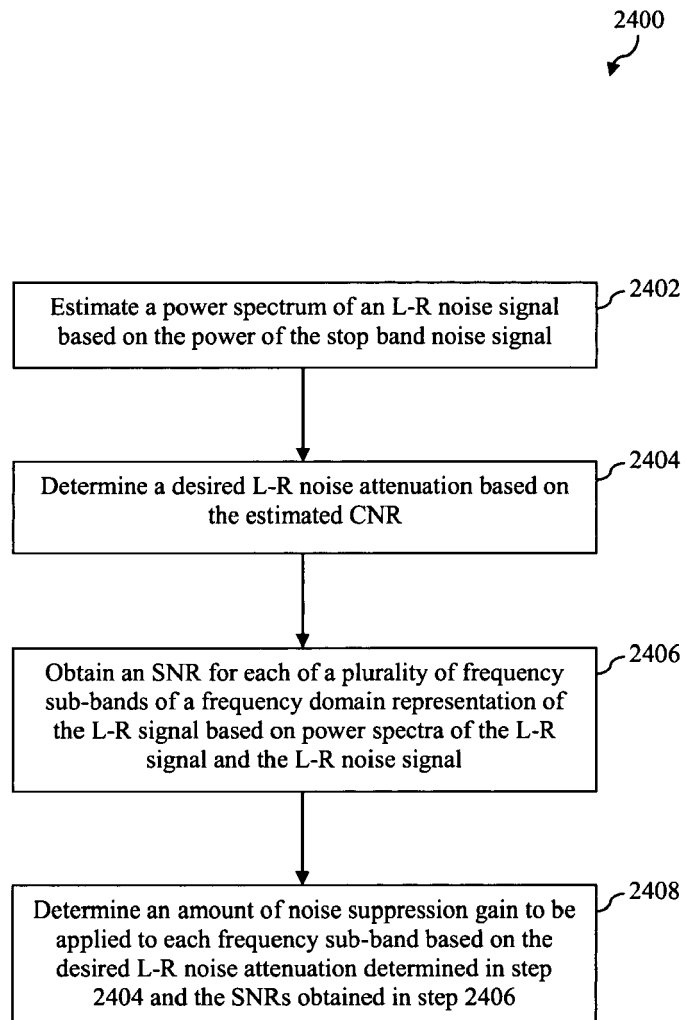 2400
2402
Estimate a power spectrum of an L-R noise signal
based on the power of the stop band noise signal
2404
Determine a desired L-R noise attenuation based on
the estimated CNR
2406
Obtain an SNR for each of a plurality of frequency
sub-bands of a frequency domain representation of
the L-R signal based on power spectra of the L-R
signal and the L-R noise signal
2408
Determine an amount of noise suppression gain to be
applied to each frequency sub-band based on the
desired L-R noise attenuation determined in step
2404 and the SNRs obtained in step 2406